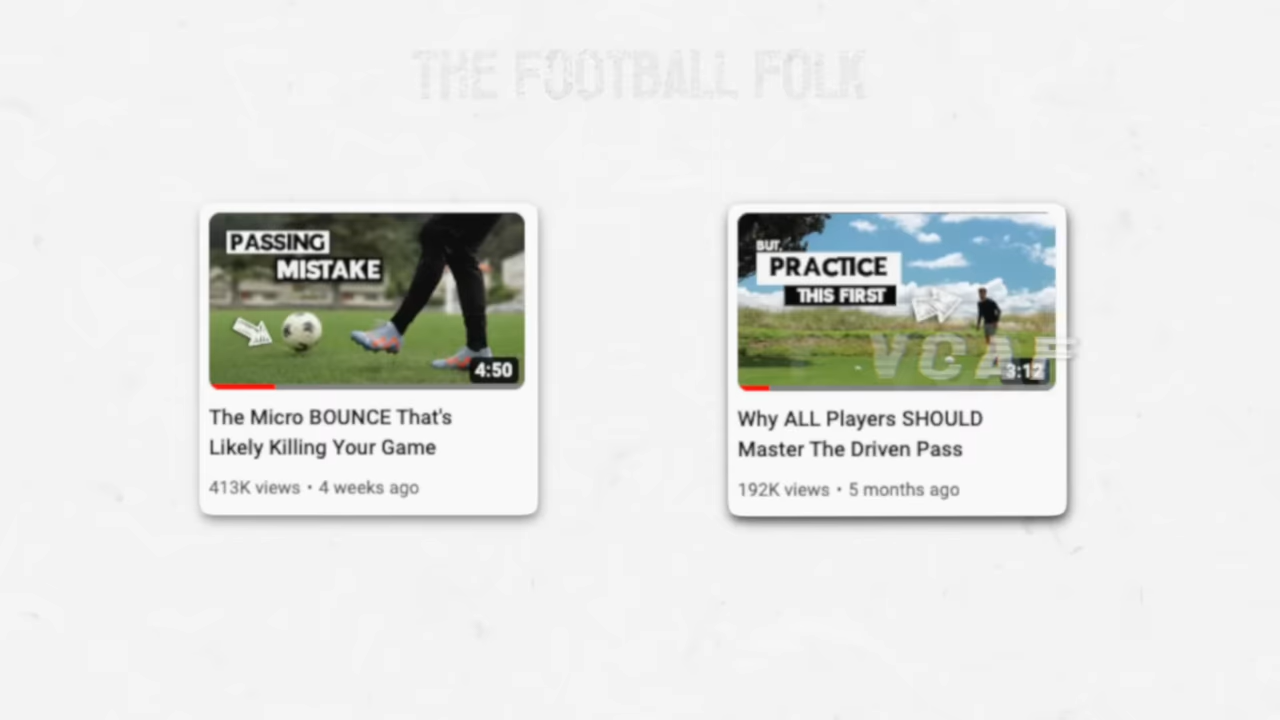 THE FOOTBALL FOLK
PASSING
MISTAKE
4:50
The Micro BOUNCE That's
Likely Killing Your Game
413K views • 4 weeks ago
BUT,
PRACTICE
THIS FIRST
VCAF
3:12
Why ALL Players SHOULD
Master The Driven Pass
192K views • 5 months ago